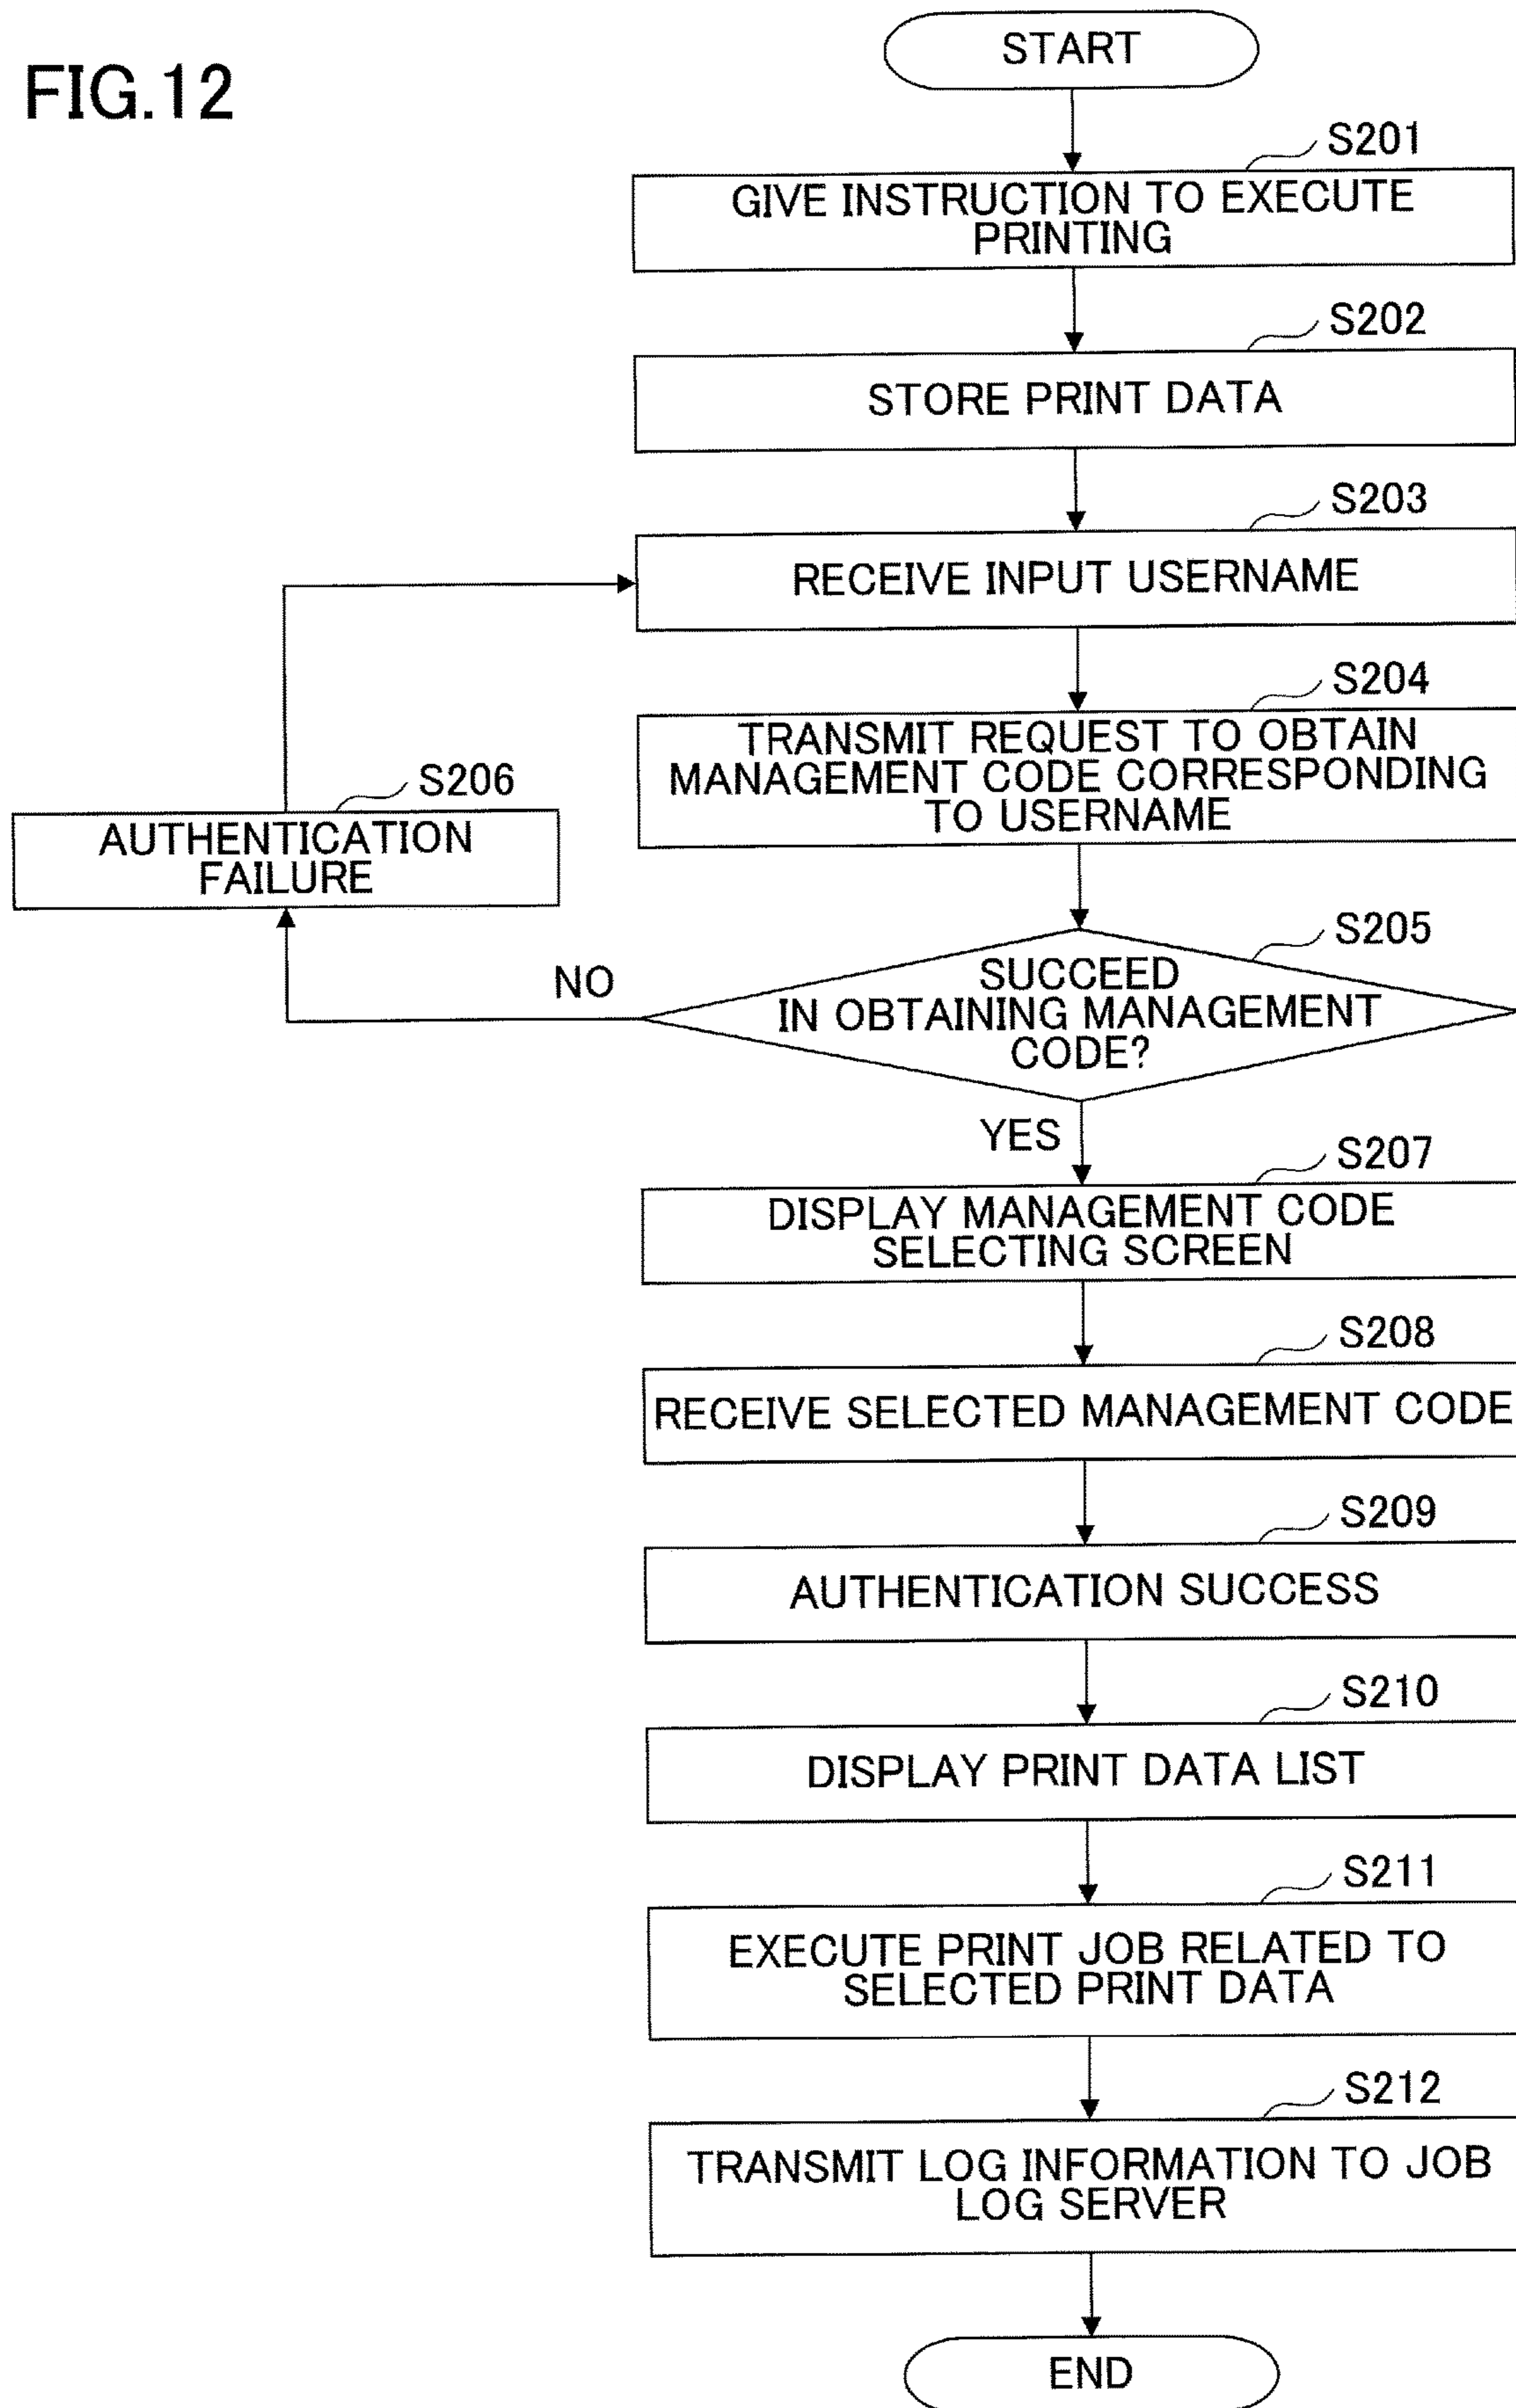 FIG.12
START
S201
GIVE INSTRUCTION TO EXECUTE
PRINTING
S202
STORE PRINT DATA
S203
RECEIVE INPUT USERNAME
S204
TRANSMIT REQUEST TO OBTAIN
MANAGEMENT CODE CORRESPONDING
TO USERNAME
S206
AUTHENTICATION
FAILURE
S205
SUCCEED
IN OBTAINING MANAGEMENT
CODE?
NO
YES
S207
DISPLAY MANAGEMENT CODE
SELECTING SCREEN
S208
RECEIVE SELECTED MANAGEMENT CODE
S209
AUTHENTICATION SUCCESS
S210
DISPLAY PRINT DATA LIST
S211
EXECUTE PRINT JOB RELATED TO
SELECTED PRINT DATA
S212
TRANSMIT LOG INFORMATION TO JOB
LOG SERVER
END